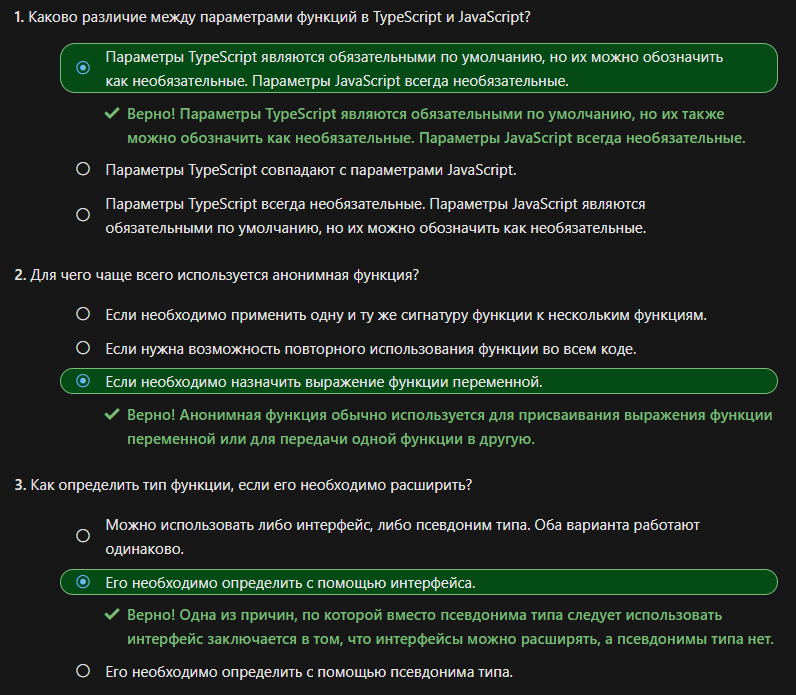 1. Каково различие между параметрами функций в TypeScript и JavaScript?
Параметры TypeScript являются обязательными по умолчанию, но их можно обозначить
как необязательные. Параметры JavaScript всегда необязательные.
Верно! Параметры TypeScript являются обязательными по умолчанию, но их также
можно обозначить как необязательные. Параметры JavaScript всегда необязательные.
Параметры TypeScript совпадают с параметрами JavaScript.
Параметры TypeScript всегда необязательные. Параметры JavaScript являются
обязательными по умолчанию, но их можно обозначить как необязательные.
2. Для чего чаще всего используется анонимная функция?
Если необходимо применить одну и ту же сигнатуру функции к нескольким функциям.
Если нужна возможность повторного использования функции во всем коде.
Если необходимо назначить выражение функции переменной.
Верно! Анонимная функция обычно используется для присваивания выражения функции
переменной или для передачи одной функции в другую.
3. Как определить тип функции, если его необходимо расширить?
Можно использовать либо интерфейс, либо псевдоним типа. Оба варианта работают
одинаково.
Его необходимо определить с помощью интерфейса.
Верно! Одна из причин, по которой вместо псевдонима типа следует использовать
интерфейс заключается в том, что интерфейсы можно расширять, а псевдонимы типа нет.
Его необходимо определить с помощью псевдонима типа.